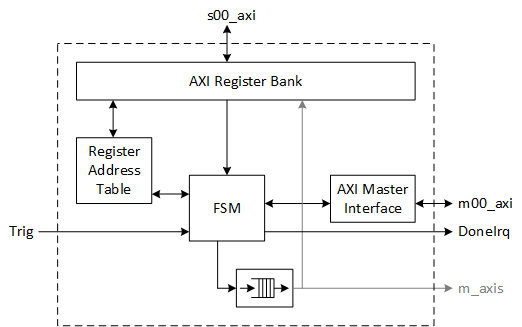 s00_axi
AXI Register Bank
Register
Address
Table
FSM
AXI Master
Interface
m00_axi
Trig
DoneIrq
m_axis